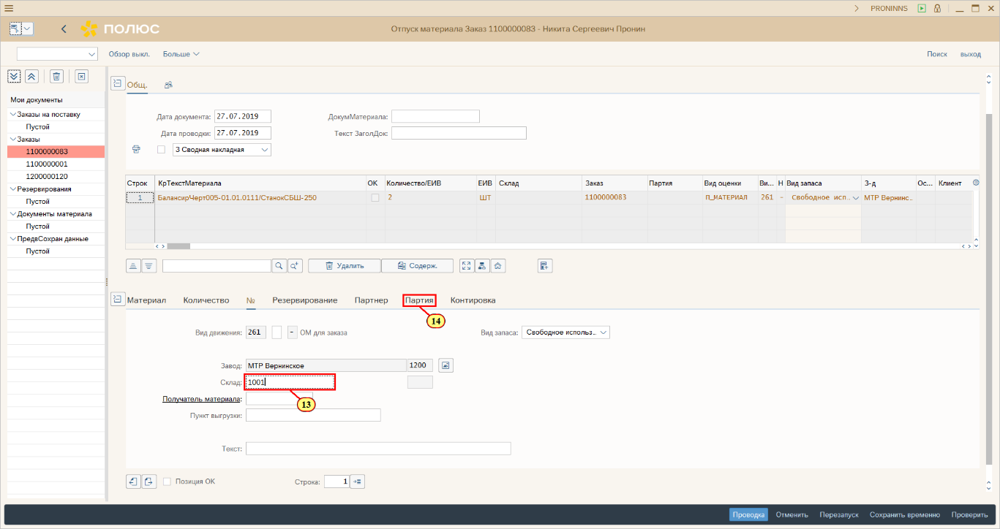 PRONINNS
ПОЛЮС
Отпуск материала Заказ 1100000083 - Никита Сергеевич Пронин
Обзор выкл. Больше Поиск выход
Мои документы
Заказы на поставку
Пустой
Заказы
1100000083
1100000001
1200000120
Резервирования
Пустой
Документы материала
Пустой
ПредвСохран данные
Пустой
Общ.
Дата документа: 27.07.2019 ДокумМатериала:
Дата проводки: 27.07.2019 Текст ЗаголДок:
3 Сводная накладная
Строк КрТекстМатериала OK Количество/ЕИВ ЕИВ Склад Заказ Партия Вид оценки Ви... Н Вид запаса З-д Ос... Клиент
1 БалансирЧерт005-01.01.0111/СтанокСБШ-250 2 ШТ 1100000083 П_МАТЕРИАЛ 261 - Свободное исп.. МТР Вернинс..
Удалить Содерж.
Материал Количество № Резервирование Партнер Партия Контировка
14
Вид движения: 261 - ОМ для заказа Вид запаса: Свободное использ..
Завод: МТР Вернинское 1200
Склад: 1001
Получатель материала:
13
Пункт выгрузки:
Текст:
Позиция ОК Строка: 1
Проводка Отменить Перезапуск Сохранить временно Проверить